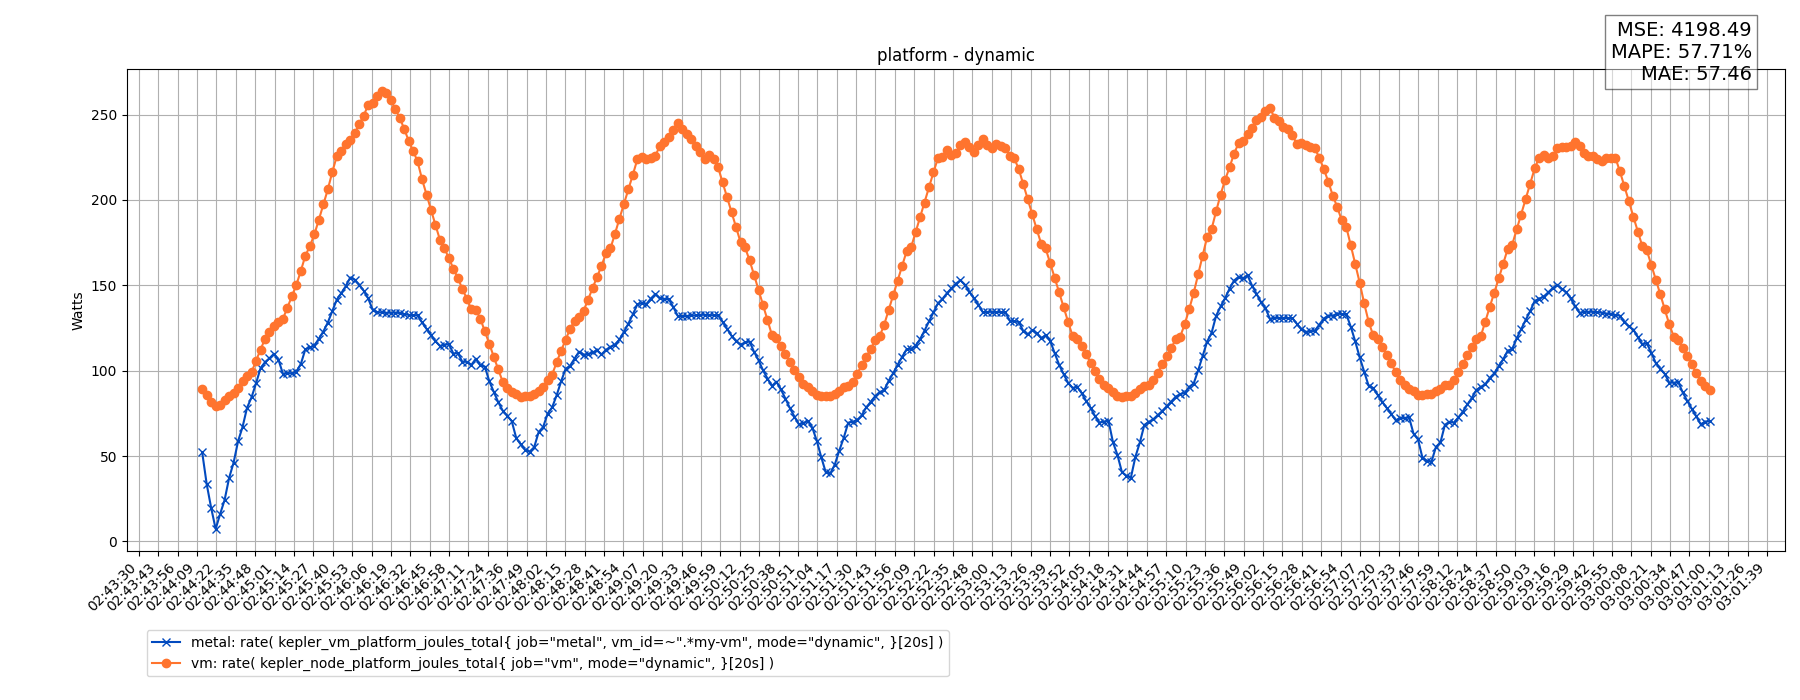 MSE: 4198.49
MAPE: 57.71%
MAE: 57.46
platform - dynamic
Watts
250
200
150
100
50
0
02:43:30 02:43:43 02:43:56 02:44:09 02:44:22 02:44:35 02:44:48 02:45:01 02:45:14 02:45:27 02:45:40 02:45:53 02:46:06 02:46:19 02:46:32 02:46:45 02:46:58 02:47:11 02:47:24 02:47:36 02:47:49 02:48:02 02:48:15 02:48:28 02:48:41 02:48:54 02:49:07 02:49:20 02:49:33 02:49:46 02:49:59 02:50:12 02:50:25 02:50:38 02:50:51 02:51:04 02:51:17 02:51:30 02:51:43 02:51:56 02:52:09 02:52:22 02:52:35 02:52:48 02:53:00 02:53:13 02:53:26 02:53:39 02:53:52 02:54:05 02:54:18 02:54:31 02:54:44 02:54:57 02:55:10 02:55:23 02:55:36 02:55:49 02:56:02 02:56:15 02:56:28 02:56:41 02:56:54 02:57:07 02:57:20 02:57:33 02:57:46 02:57:59 02:58:12 02:58:24 02:58:37 02:58:50 02:59:03 02:59:16 02:59:29 02:59:42 02:59:55 03:00:08 03:00:21 03:00:34 03:00:47 03:01:00 03:01:13 03:01:26 03:01:39
metal: rate( kepler_vm_platform_joules_total{ job="metal", vm_id=~".*my-vm", mode="dynamic", }[20s] )
vm: rate( kepler_node_platform_joules_total{ job="vm", mode="dynamic", }[20s] )